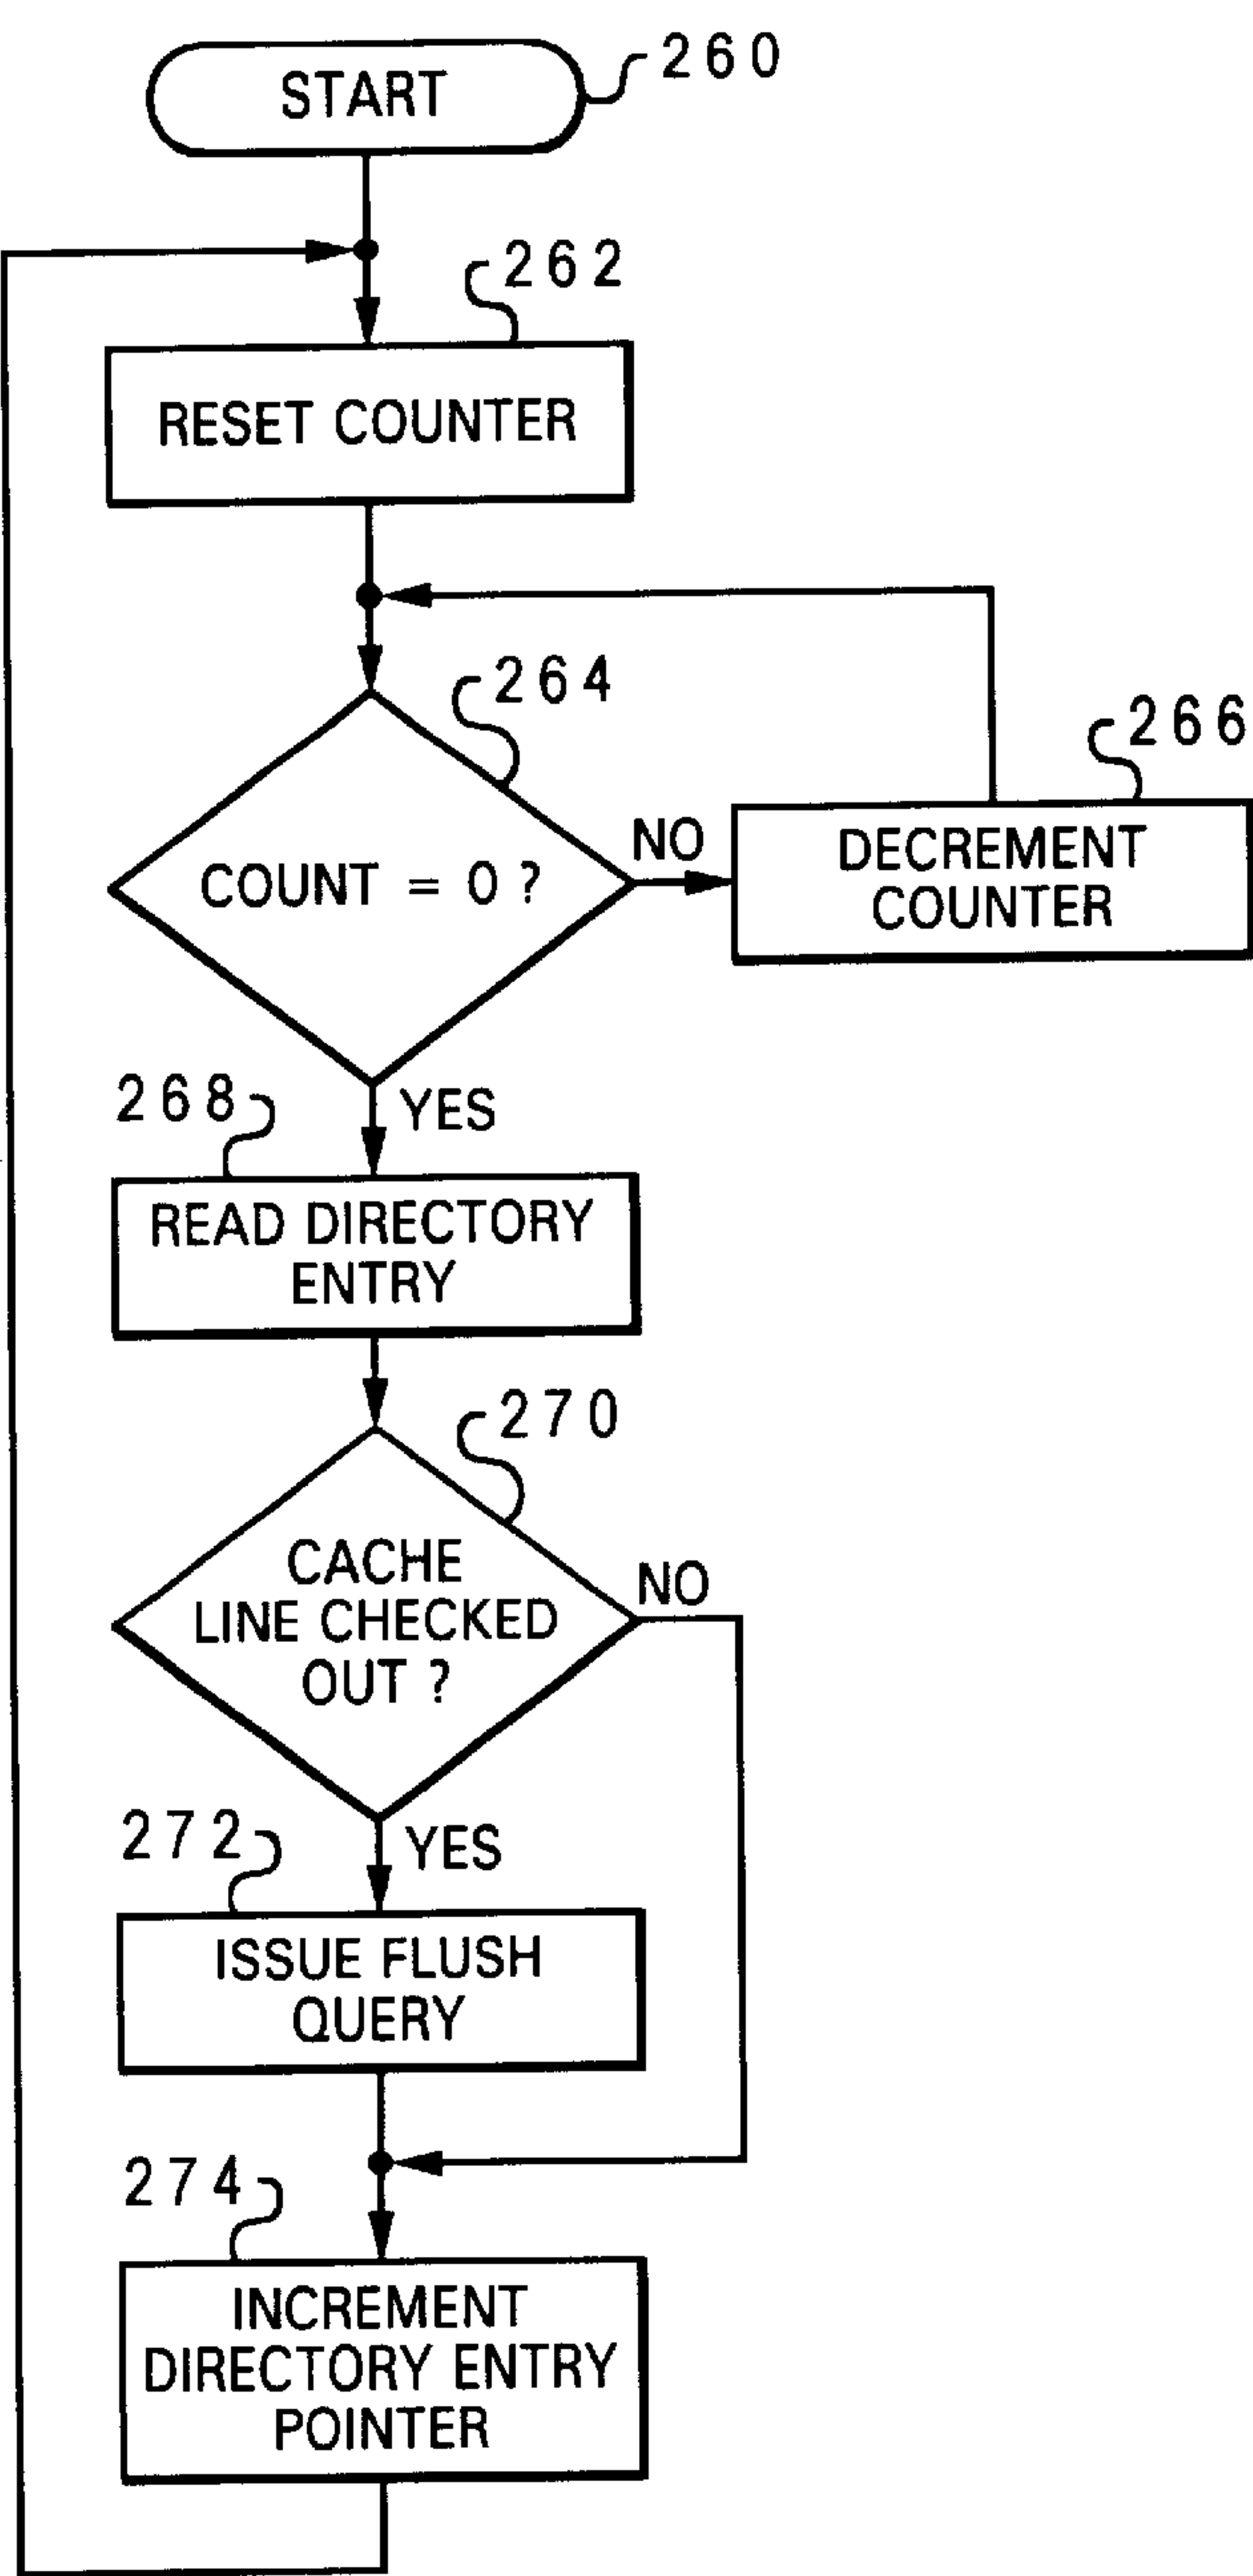 START
260
262
RESET COUNTER
264
COUNT = 0 ?
NO
266
DECREMENT
COUNTER
YES
268
READ DIRECTORY
ENTRY
270
CACHE
LINE CHECKED
OUT ?
NO
YES
272
ISSUE FLUSH
QUERY
274
INCREMENT
DIRECTORY ENTRY
POINTER